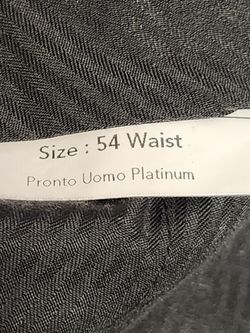 Size : 54 Waist
Pronto Uomo Platinum